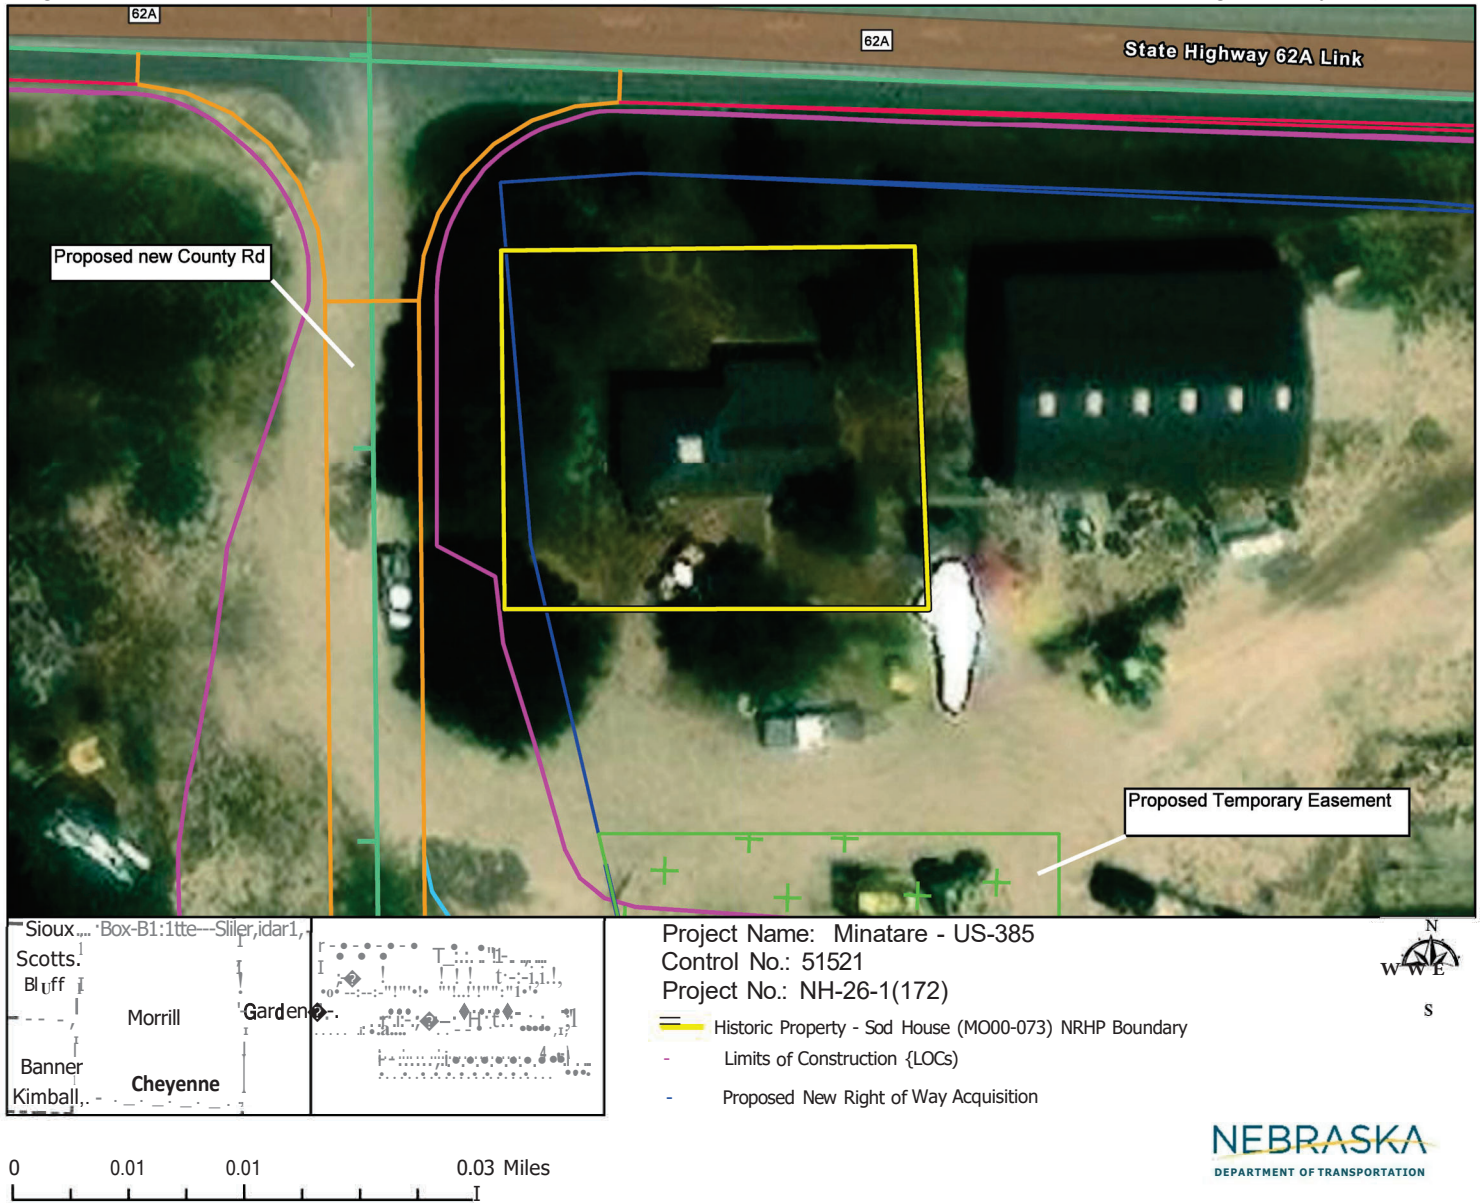 62A
62A
State Highway 62A Link
Proposed new County Rd
Proposed Temporary Easement
Sioux
Scotts.
Bluff
Morrill
Garden
Banner
Cheyenne
Kimball,.
Project Name: Minatare - US-385
Control No.: 51521
Project No.: NH-26-1(172)
Historic Property - Sod House (MO00-073) NRHP Boundary
Limits of Construction {LOCs)
Proposed New Right of Way Acquisition
N
W W E
S
NEBRASKA
DEPARTMENT OF TRANSPORTATION
0 0.01 0.01 0.03 Miles